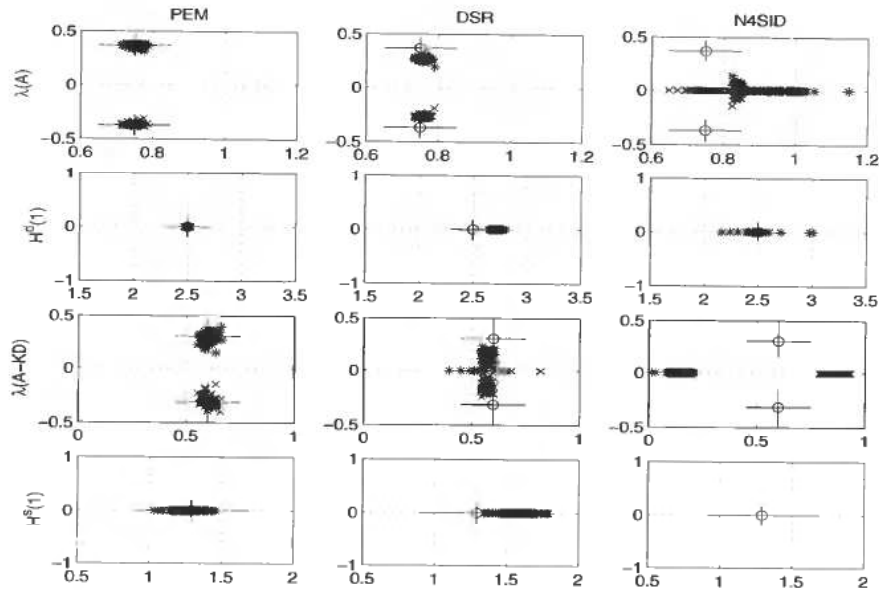 PEM DSR N4SID
0.5 0.5 0.5
λ(A) 0 0 0
−0.5 −0.5 −0.5
0.6 0.8 1 1.2 0.6 0.8 1 1.2 0.6 0.8 1 1.2
1 1 1
H^d(1) 0 0 0
−1 −1 −1
1.5 2 2.5 3 3.5 1.5 2 2.5 3 3.5 1.5 2 2.5 3 3.5
0.5 0.5 0.5
λ(A−KD) 0 0 0
−0.5 −0.5 −0.5
0 0.5 1 0 0.5 1 0 0.5 1
1 1 1
H^s(1) 0 0 0
−1 −1 −1
0.5 1 1.5 2 0.5 1 1.5 2 0.5 1 1.5 2